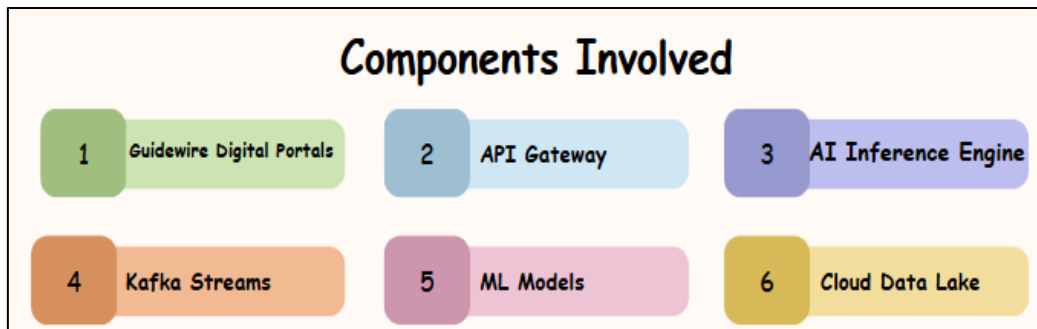 Components Involved
1 Guidewire Digital Portals
2 API Gateway
3 AI Inference Engine
4 Kafka Streams
5 ML Models
6 Cloud Data Lake